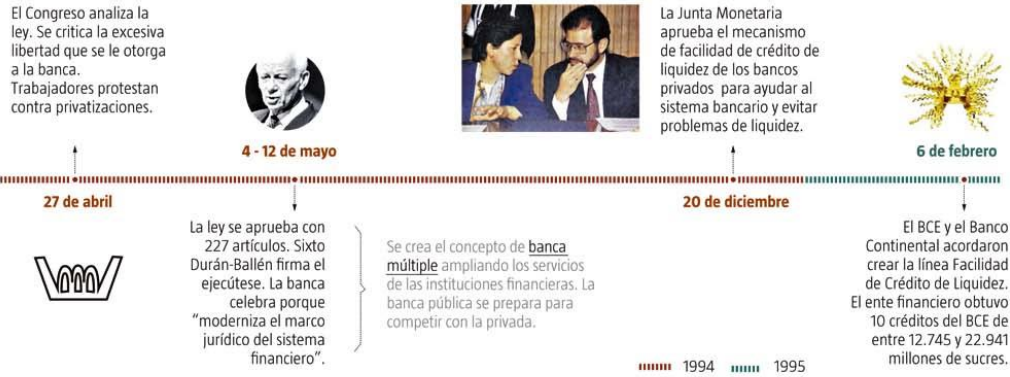 El Congreso analiza la
ley. Se critica la excesiva
libertad que se le otorga
a la banca.
Trabajadores protestan
contra privatizaciones.
27 de abril
4 - 12 de mayo
La ley se aprueba con
227 artículos. Sixto
Durán-Ballén firma el
ejecútese. La banca
celebra porque
“moderniza el marco
jurídico del sistema
financiero”.
Se crea el concepto de banca
múltiple ampliando los servicios
de las instituciones financieras. La
banca pública se prepara para
competir con la privada.
La Junta Monetaria
aprueba el mecanismo
de facilidad de crédito de
liquidez de los bancos
privados para ayudar al
sistema bancario y evitar
problemas de liquidez.
20 de diciembre
6 de febrero
El BCE y el Banco
Continental acordaron
crear la línea Facilidad
de Crédito de Liquidez.
El ente financiero obtuvo
10 créditos del BCE de
entre 12.745 y 22.941
millones de sucres.
1994 1995